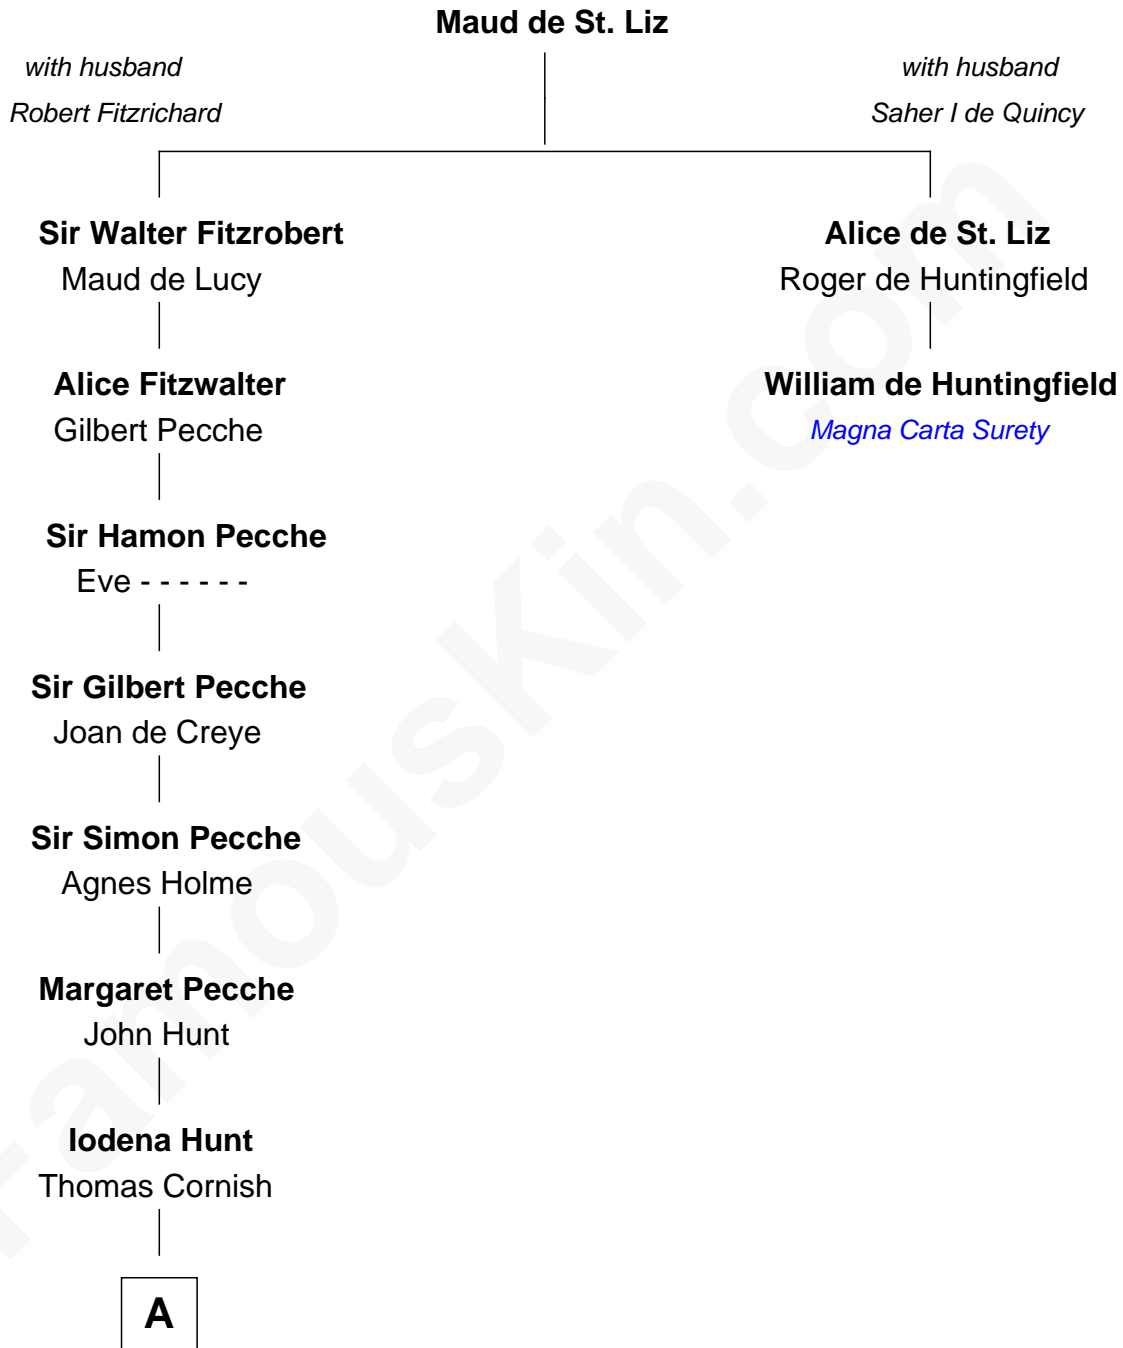 Maud de St. Liz
with husband
Robert Fitzrichard
with husband
Saher I de Quincy
Sir Walter Fitzrobert
Maud de Lucy
Alice de St. Liz
Roger de Huntingfield
Alice Fitzwalter
Gilbert Pecche
William de Huntingfield
Magna Carta Surety
Sir Hamon Pecche
Eve - - - - - -
Sir Gilbert Pecche
Joan de Creye
Sir Simon Pecche
Agnes Holme
Margaret Pecche
John Hunt
Iodena Hunt
Thomas Cornish
A
FamousKin.com